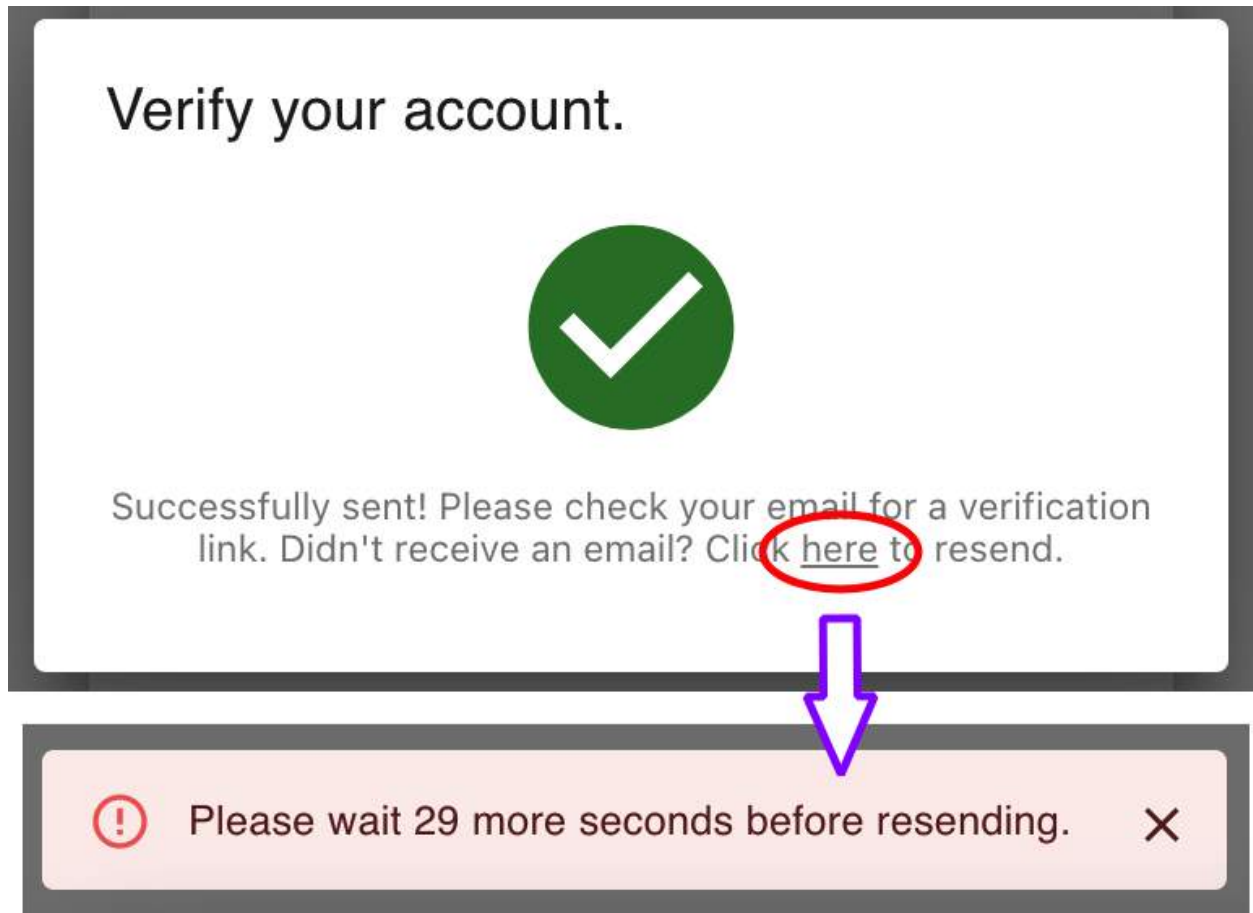 Verify your account.
Successfully sent! Please check your email for a verification
link. Didn't receive an email? Click here to resend.
Please wait 29 more seconds before resending.